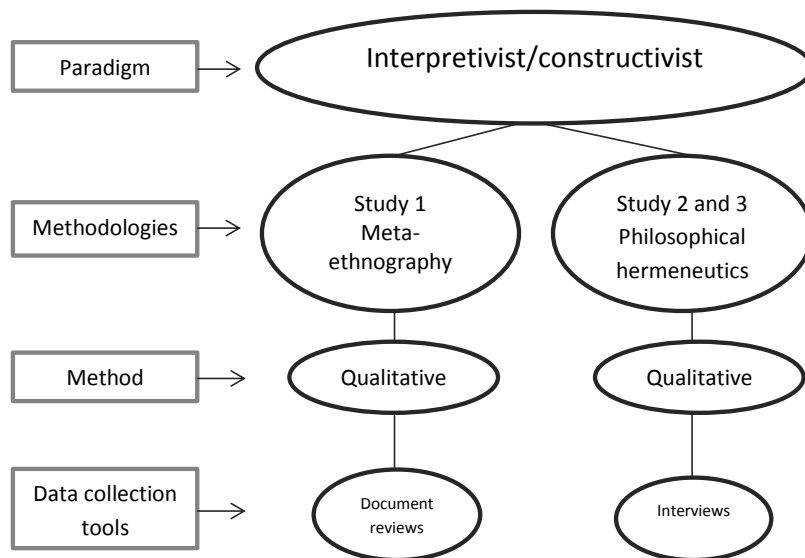 Paradigm
Interpretivist/constructivist
Methodologies
Study 1
Meta-
ethnography
Study 2 and 3
Philosophical
hermeneutics
Method
Qualitative
Qualitative
Data collection
tools
Document
reviews
Interviews